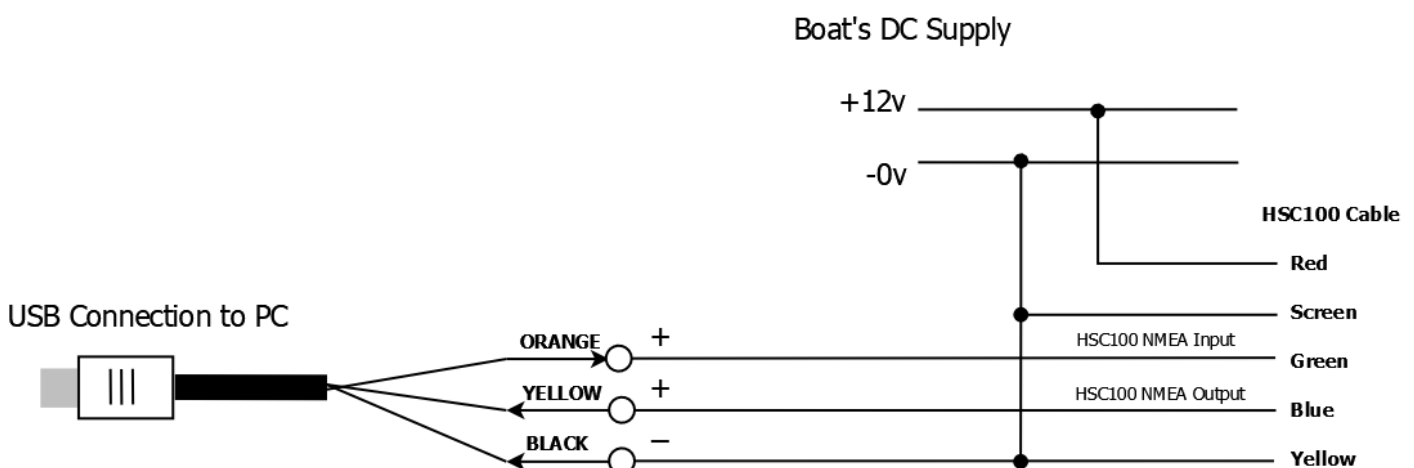 Boat's DC Supply
+12v
-0v
HSC100 Cable
Red
USB Connection to PC
Screen
ORANGE + HSC100 NMEA Input Green
YELLOW + HSC100 NMEA Output Blue
BLACK − Yellow